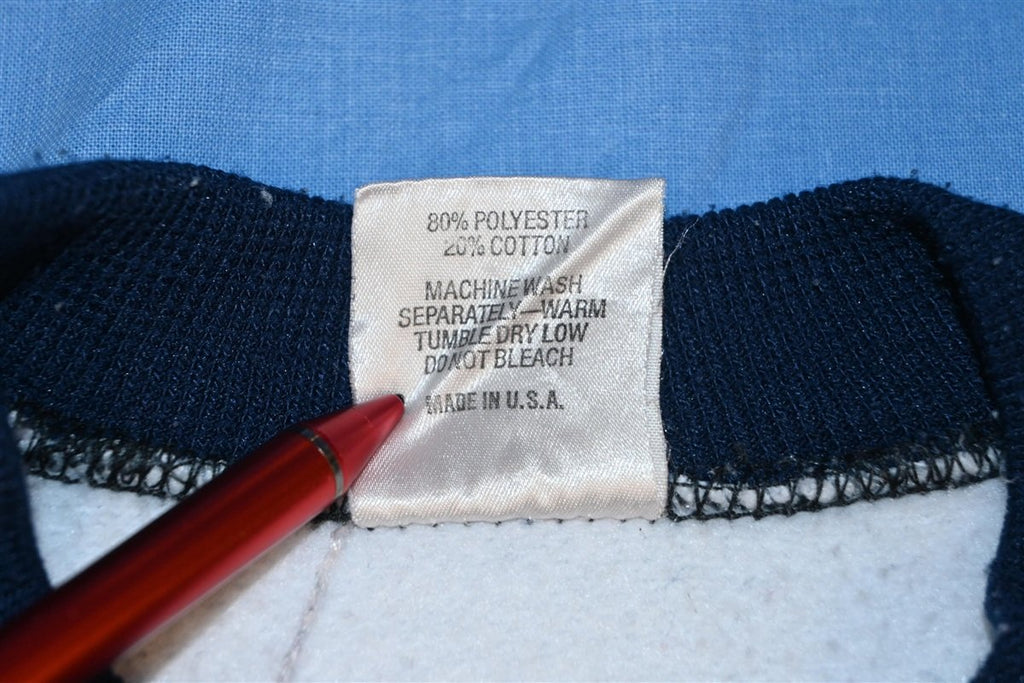 80% POLYESTER
20% COTTON
MACHINE WASH
SEPARATELY—WARM
TUMBLE DRY LOW
DO NOT BLEACH
MADE IN U.S.A.